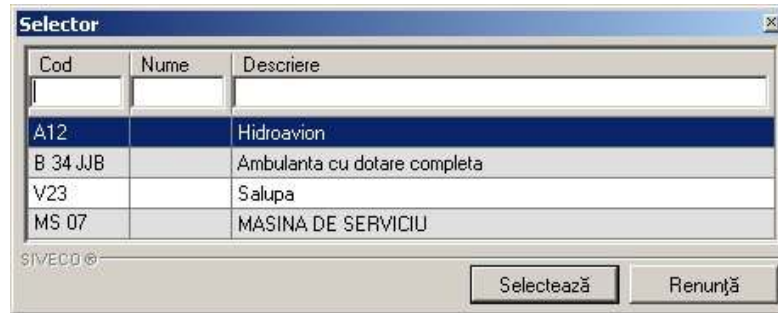 Selector
Cod Nume Descriere
A12 Hidroavion
B 34 JJB Ambulanta cu dotare completa
V23 Salupa
MS 07 MASINA DE SERVICIU
SIVECO ®
Selectează Renunţă